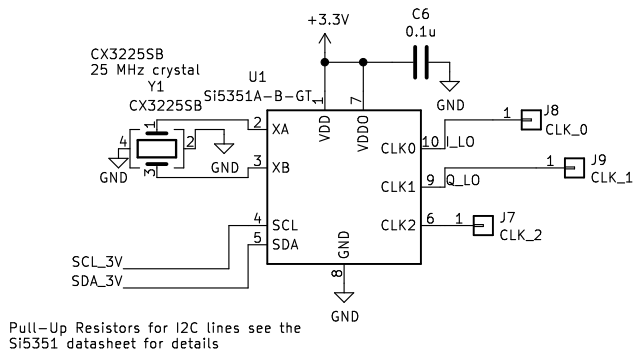 +3.3V
C6
0.1u
GND
CX3225SB
25 MHz crystal
Y1
CX3225SB
U1
Si5351A-B-GT
1
VDD
7
VDDO
1
4
2
3
GND
GND
2
XA
3
XB
4
SCL
5
SDA
SCL_3V
SDA_3V
CLK0
10
I_LO
1
J8
CLK_0
CLK1
9
Q_LO
1
J9
CLK_1
CLK2
6
1
J7
CLK_2
GND
8
GND
Pull-Up Resistors for I2C lines see the
Si5351 datasheet for details